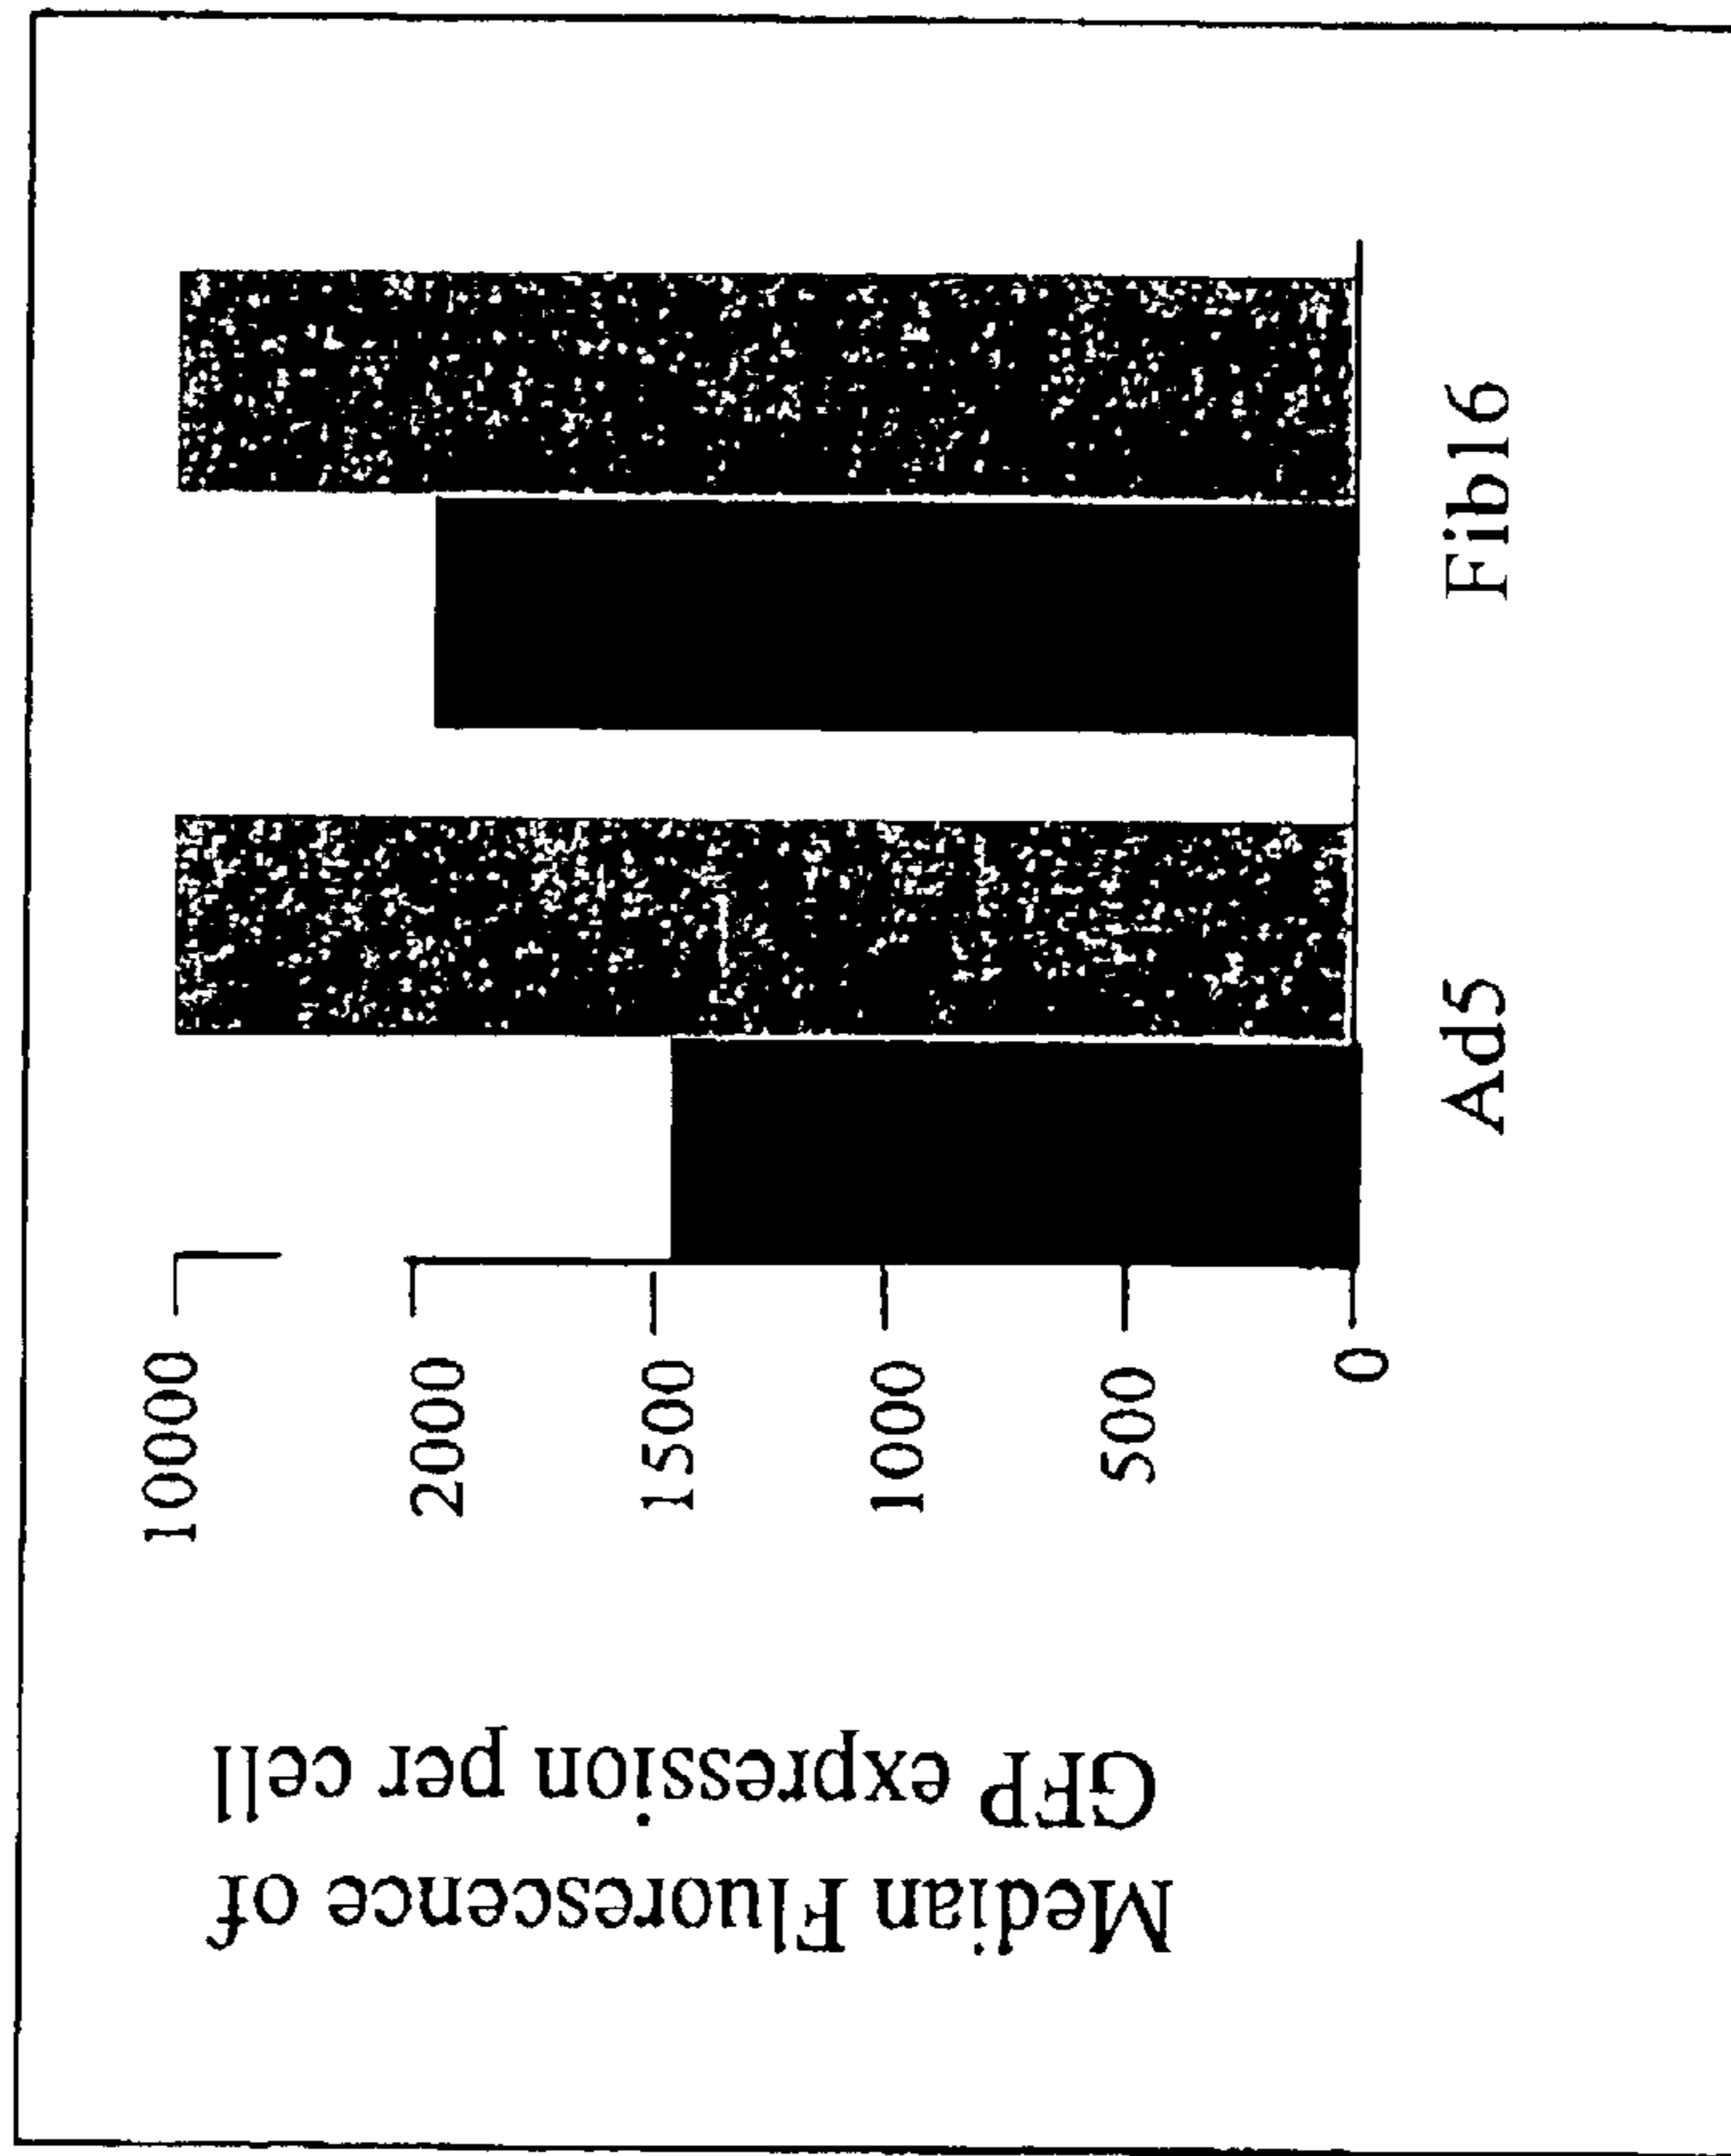 Median Fluorescence of
GFP expression per cell
10000
2000
1500
1000
500
0
Ad5 Fib16